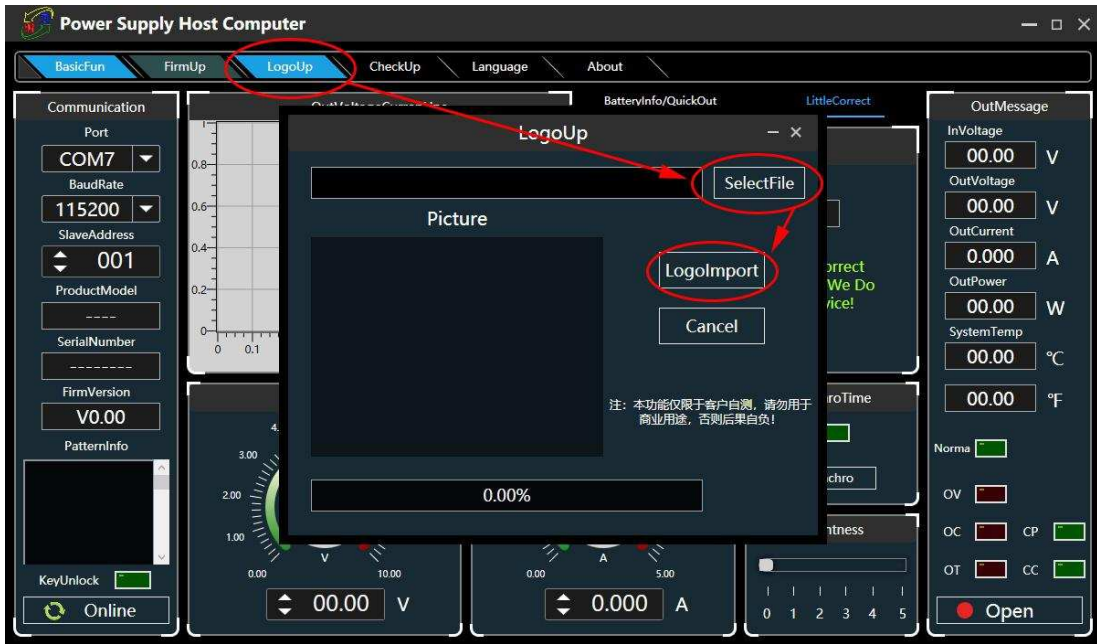 Power Supply Host Computer
BasicFun
FirmUp
LogoUp
CheckUp
Language
About
Communication
Port
COM7
BaudRate
115200
SlaveAddress
001
ProductModel
----
SerialNumber
--------
FirmVersion
V0.00
PatternInfo
KeyUnlock
Online
BatteryInfo/QuickOut
LittleCorrect
1
0.8
0.6
0.4
0.2
0
0 0.1
LogoUp
SelectFile
Picture
LogoImport
Cancel
注：本功能仅限于客户自测，请勿用于
商业用途，否则后果自负！
0.00%
We Do
3.00
2.00
1.00
0.00
V
10.00
00.00 V
0.00
A
5.00
0.000 A
0 1 2 3 4 5
OutMessage
InVoltage
00.00 V
OutVoltage
00.00 V
OutCurrent
0.000 A
OutPower
00.00 W
SystemTemp
00.00 ℃
00.00 ℉
Norma
OV
OC CP
OT CC
Open